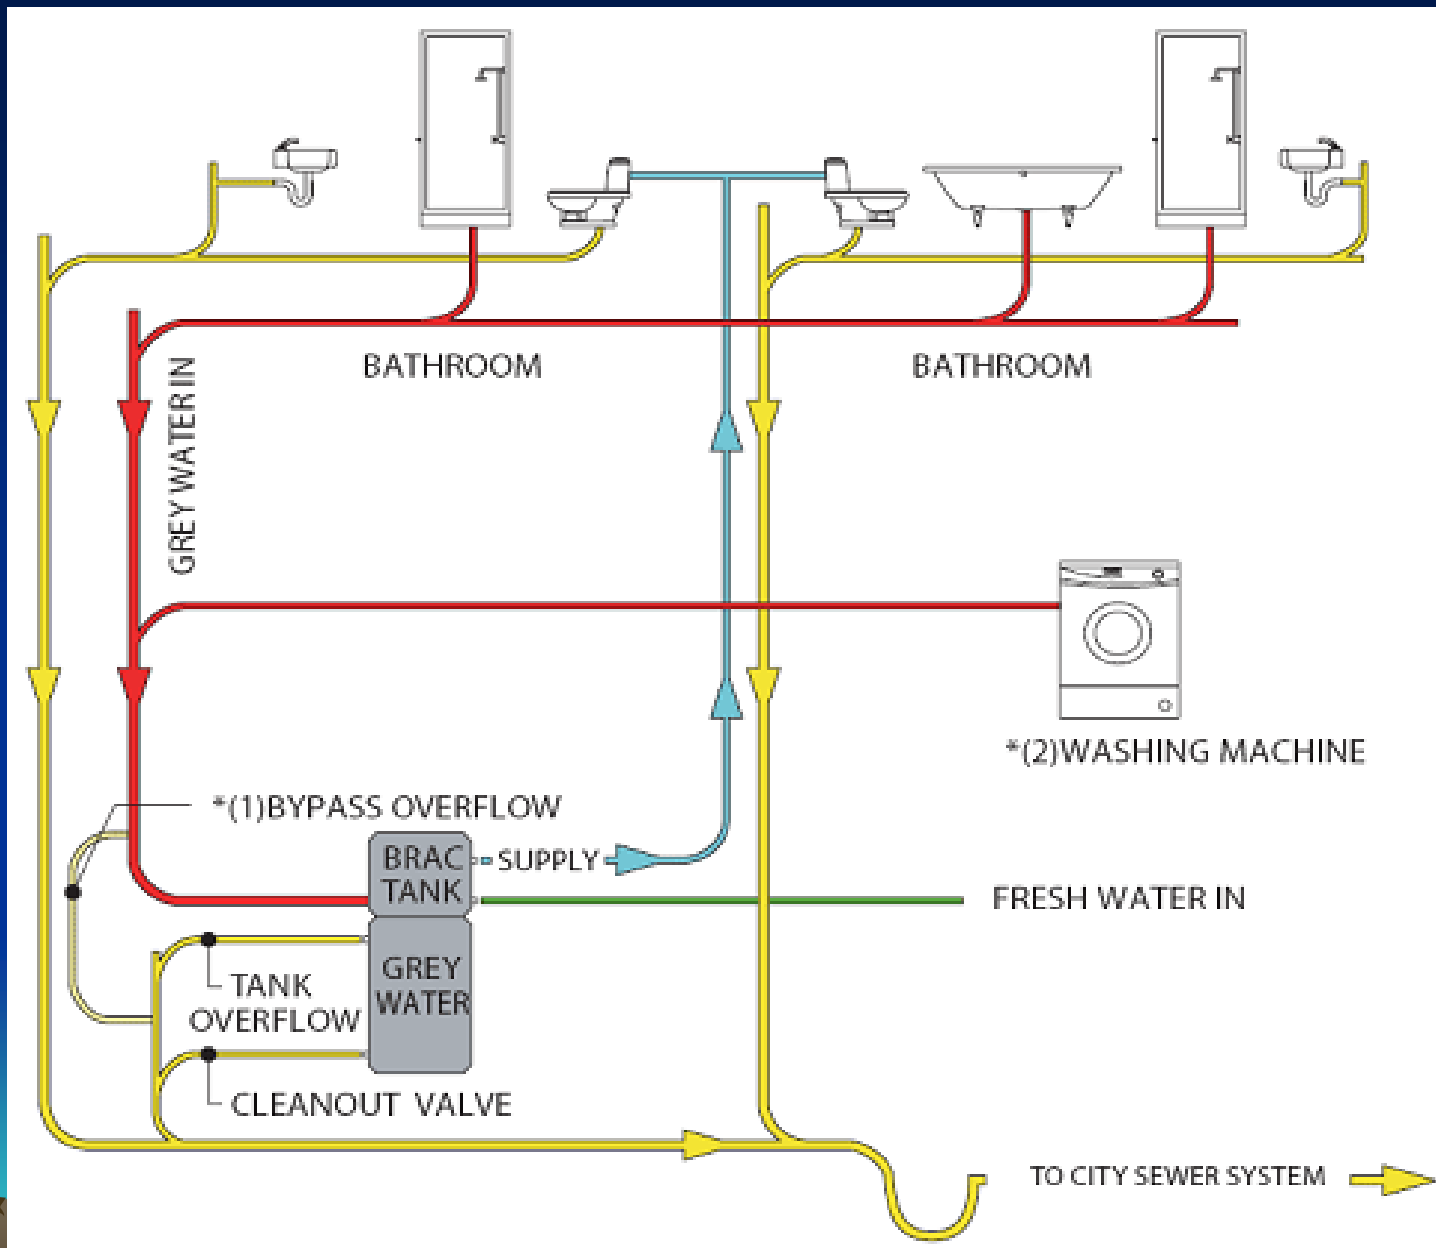 BATHROOM
BATHROOM
GREY WATER IN
*(2)WASHING MACHINE
*(1)BYPASS OVERFLOW
BRAC
TANK
SUPPLY
FRESH WATER IN
GREY
WATER
TANK
OVERFLOW
CLEANOUT VALVE
TO CITY SEWER SYSTEM